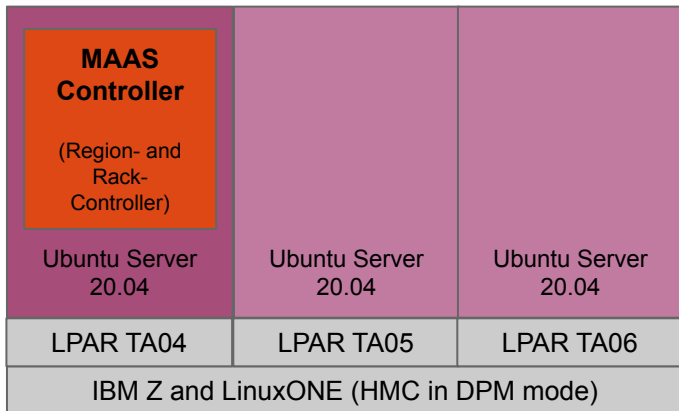 MAAS
Controller
(Region- and
Rack-
Controller)
Ubuntu Server
20.04
Ubuntu Server
20.04
Ubuntu Server
20.04
LPAR TA04
LPAR TA05
LPAR TA06
IBM Z and LinuxONE (HMC in DPM mode)